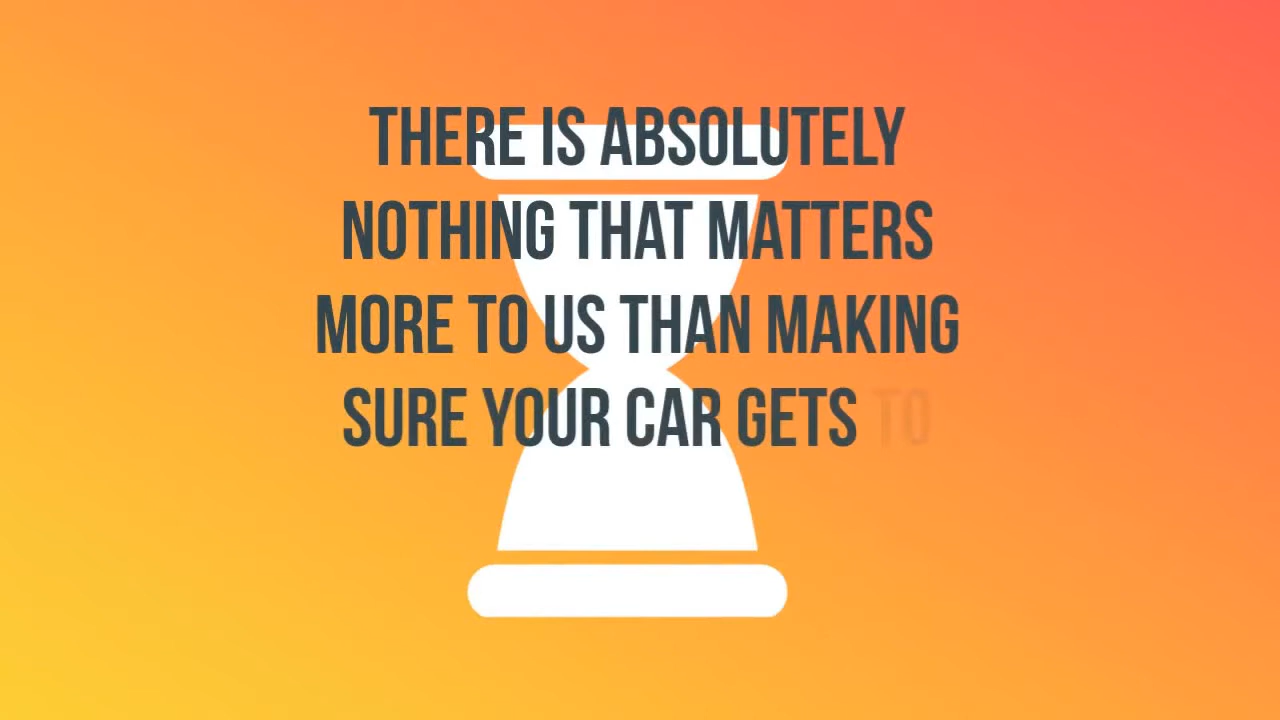 THERE IS ABSOLUTELY
NOTHING THAT MATTERS
MORE TO US THAN MAKING
SURE YOUR CAR GETS TO